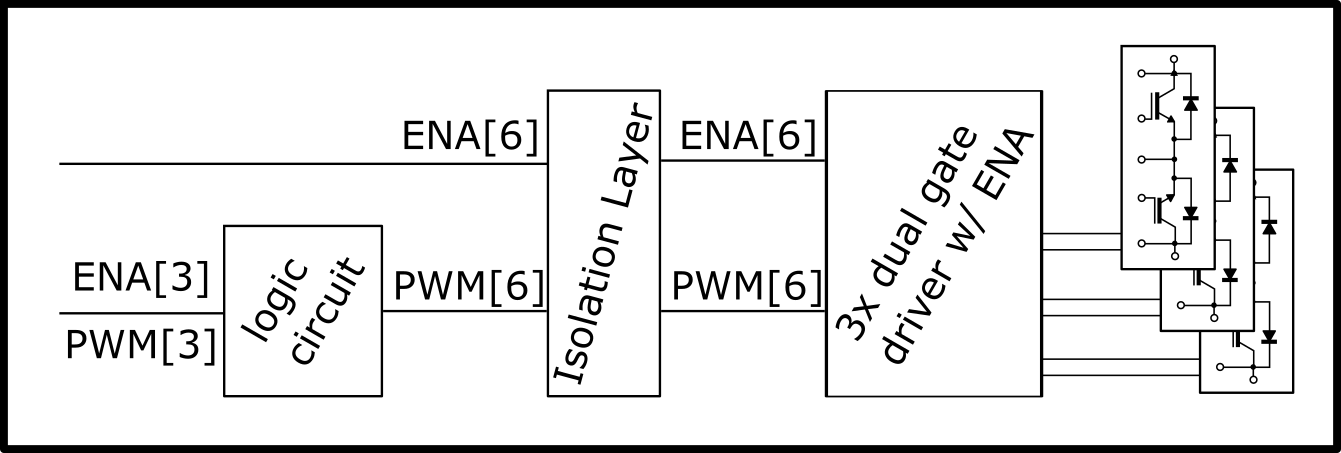 ENA[6]
ENA[3]
PWM[3]
logic
circuit
PWM[6]
Isolation Layer
ENA[6]
PWM[6]
3x dual gate
driver w/ ENA